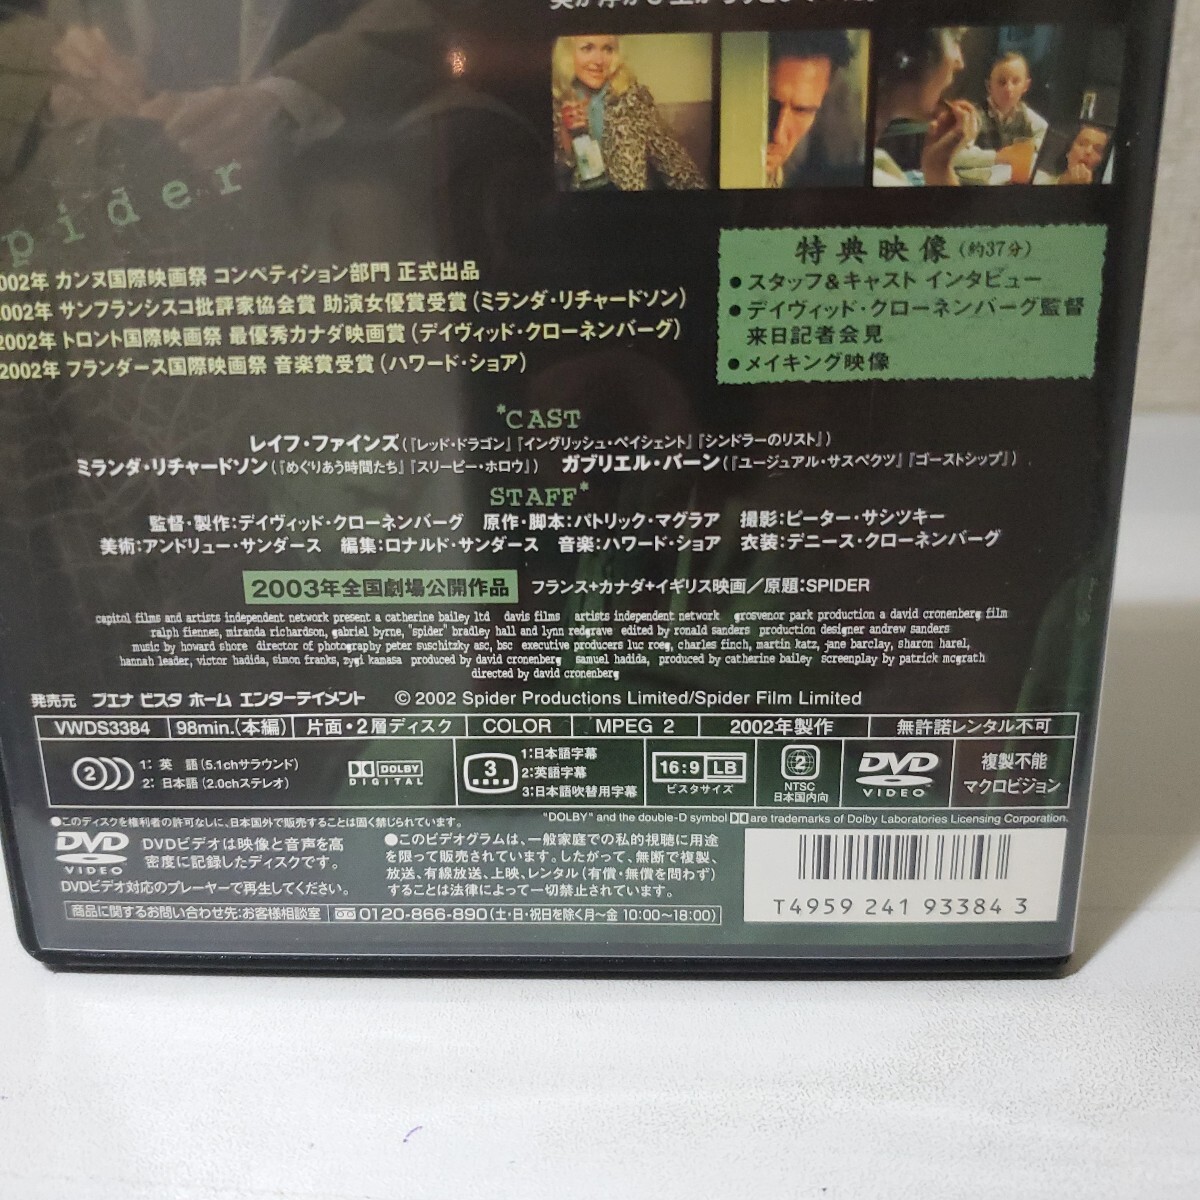 pider
002年 カンヌ国際映画祭 コンペティション部門 正式出品
2002年 サンフランシスコ批評家協会賞 助演女優賞受賞(ミランダ・リチャードソン)
2002年 トロント国際映画祭 最優秀カナダ映画賞(デイヴィッド・クローネンバーグ)
2002年 フランダース国際映画祭 音楽賞受賞(ハワード・ショア)
特典映像(約37分)
●スタッフ&キャスト インタビュー
●デイヴィッド・クローネンバーグ監督
来日記者会見
●メイキング映像
*CAST
レイフ・ファインズ(『レッド・ドラゴン』『イングリッシュ・ペイシェント』『シンドラーのリスト』)
ミランダ・リチャードソン(『めぐりあう時間たち』『スリーピー・ホロウ』) ガブリエル・バーン(『ユージュアル・サスペクツ』『ゴーストシップ』)
STAFF*
監督・製作:デイヴィッド・クローネンバーグ 原作・脚本:パトリック・マグラア 撮影:ピーター・サシツキー
美術:アンドリュー・サンダース 編集:ロナルド・サンダース 音楽:ハワード・ショア 衣装:デニース・クローネンバーグ
2003年全国劇場公開作品 フランス+カナダ+イギリス映画/原題:SPIDER
capitol films and artists independent network present a catherine bailey ltd davis films artists independent network grosvenor park production a david cronenberg film
ralph fiennes, miranda richardson, gabriel byrne, "spider" bradley hall and lynn redgrave edited by ronald sanders production designer andrew sanders
music by howard shore director of photography peter suschitzky asc, bsc executive producers luc roeg, charles finch, martin katz, jane barclay, sharon harel,
hannah leader, victor hadida, simon franks, zygi kamasa produced by david cronenberg samuel hadida, produced by catherine bailey screenplay by patrick mcgrath
directed by david cronenberg
発売元 ブエナ ビスタ ホーム エンターテイメント © 2002 Spider Productions Limited/Spider Film Limited
VWDS3384 98min.(本編) 片面・2層ディスク COLOR MPEG 2 2002年製作 無許諾レンタル不可
2 1: 英語(5.1chサラウンド)
2: 日本語(2.0chステレオ)
DOLBY DIGITAL
3 1:日本語字幕
2:英語字幕
3:日本語吹替用字幕
16:9 LB
ビスタサイズ
2 NTSC
日本国内向
DVD VIDEO
複製不能
マクロビジョン
●このディスクを権利者の許可なしに、日本国外で販売することは固く禁じられています。
"DOLBY" and the double-D symbol are trademarks of Dolby Laboratories Licensing Corporation.
DVD VIDEO
DVDビデオは映像と音声を高
密度に記録したディスクです。
DVDビデオ対応のプレーヤーで再生してください。
●このビデオグラムは、一般家庭での私的視聴に用途
を限って販売されています。したがって、無断で複製、
放送、有線放送、上映、レンタル(有償・無償を問わず)
することは法律によって一切禁止されています。
商品に関するお問い合わせ先:お客様相談室 0120-866-890(土・日・祝日を除く月~金 10:00~18:00)
T4959 241 93384 3